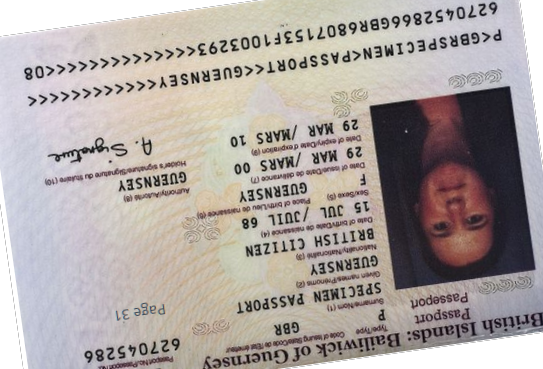 British Islands: Bailiwick of Guernsey
Passport
Passeport
Type/Type
P
Code of Issuing State/Code de l'Etat émetteur
GBR
Passport No./Passeport No.
627045286
Surname/Nom (1)
SPECIMEN PASSPORT
Given names/Prénoms (2)
GUERNSEY
Nationality/Nationalité (3)
BRITISH CITIZEN
Date of birth/Date de naissance (4)
15 JUL /JUIL 68
Sex/Sexe (5)
F
Place of birth/Lieu de naissance (6)
GUERNSEY
Date of issue/Date de délivrance (7)
29 MAR /MARS 00
Authority/Autorité (8)
GUERNSEY
Date of expiry/Date d'expiration (9)
29 MAR /MARS 10
Holder's signature/Signature du titulaire (10)
A. Signature
Page 31
P<GBRSPECIMEN<PASSPORT<<GUERNSEY<<<<<<<<<<<<
6270452866GBR6807153F1003293<<<<<<<<<<<<<<08